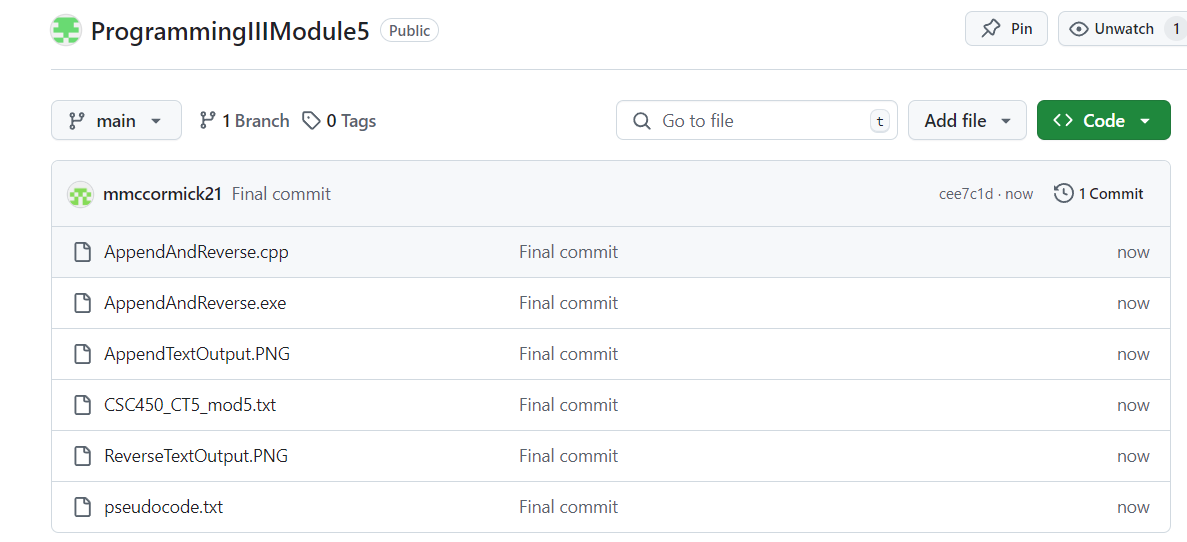 ProgrammingIIIModule5 Public Pin Unwatch 1
main 1 Branch 0 Tags Go to file t Add file <> Code
mmccormick21 Final commit cee7c1d · now 1 Commit
AppendAndReverse.cpp Final commit now
AppendAndReverse.exe Final commit now
AppendTextOutput.PNG Final commit now
CSC450_CT5_mod5.txt Final commit now
ReverseTextOutput.PNG Final commit now
pseudocode.txt Final commit now